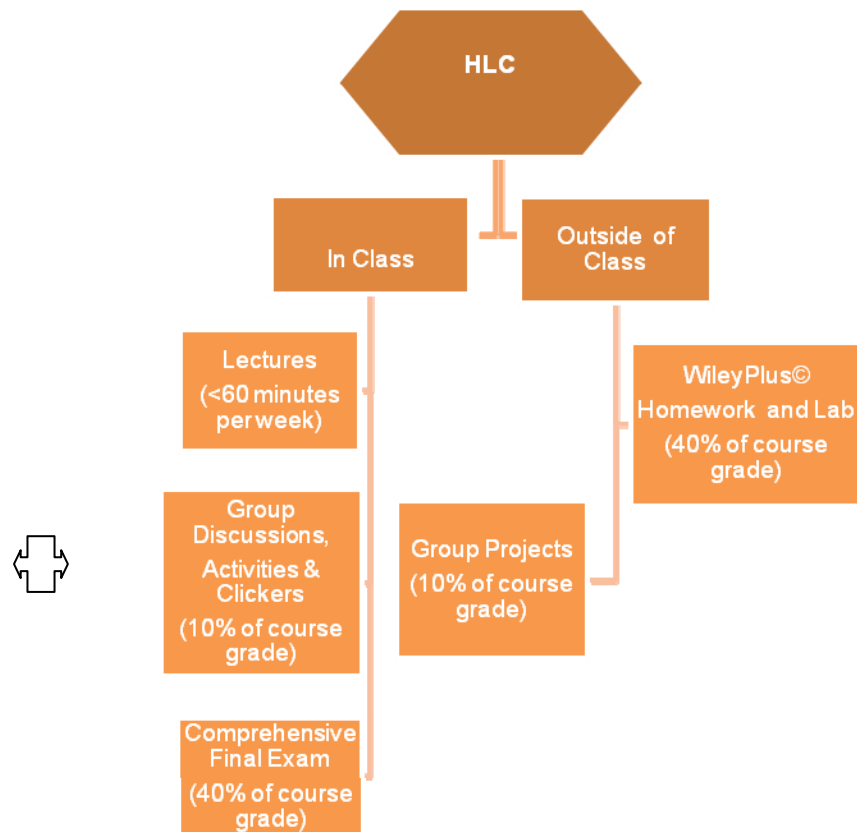 HLC
In Class
Outside of
Class
Lectures
(<60 minutes
per week)
WileyPlus©
Homework and Lab
(40% of course
grade)
Group
Discussions,
Activities &
Clickers
(10% of course
grade)
Group Projects
(10% of course
grade)
Comprehensive
Final Exam
(40% of course
grade)